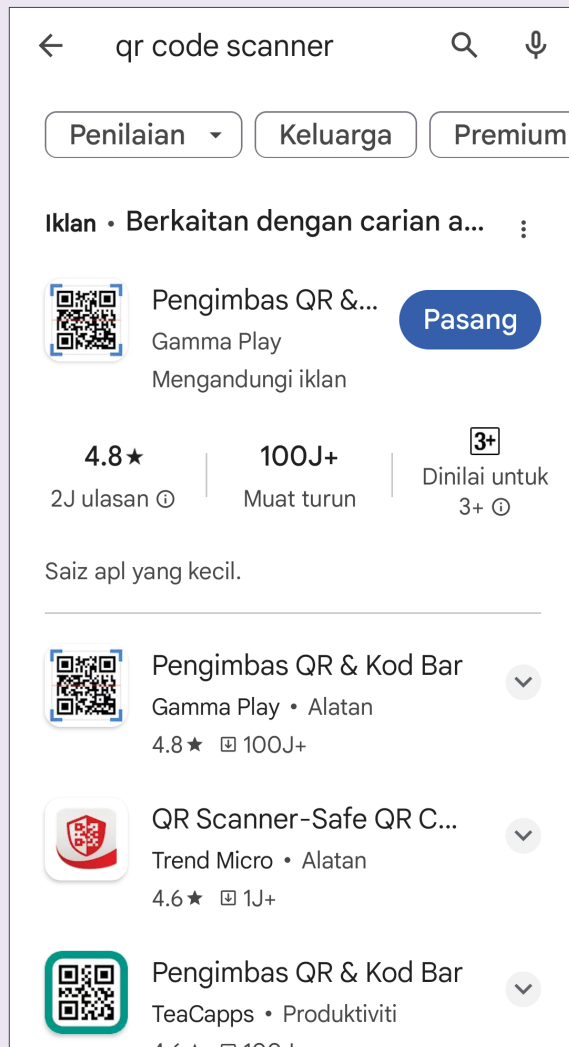 qr code scanner
Penilaian
Keluarga
Premium
Iklan • Berkaitan dengan carian a...
Pengimbas QR &...
Pasang
Gamma Play
Mengandungi iklan
4.8★
2J ulasan
100J+
Muat turun
3+
Dinilai untuk
3+
Saiz apl yang kecil.
Pengimbas QR & Kod Bar
Gamma Play • Alatan
4.8★ 100J+
QR Scanner-Safe QR C...
Trend Micro • Alatan
4.6★ 1J+
Pengimbas QR & Kod Bar
TeaCapps • Produktiviti